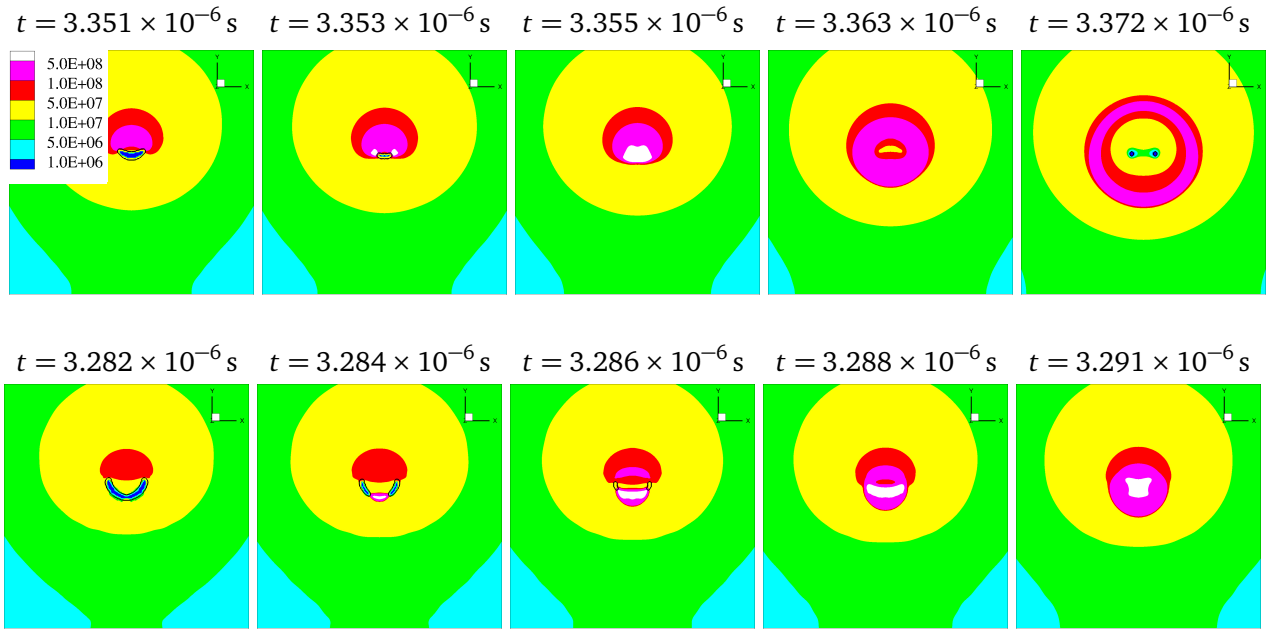 t = 3.351 × 10⁻⁶ s t = 3.353 × 10⁻⁶ s t = 3.355 × 10⁻⁶ s t = 3.363 × 10⁻⁶ s t = 3.372 × 10⁻⁶ s
Y Y Y Y
5.0E+08
1.0E+08
X X X X
5.0E+07
1.0E+07
5.0E+06
1.0E+06
t = 3.282 × 10⁻⁶ s t = 3.284 × 10⁻⁶ s t = 3.286 × 10⁻⁶ s t = 3.288 × 10⁻⁶ s t = 3.291 × 10⁻⁶ s
Y Y Y Y Y
X X X X X